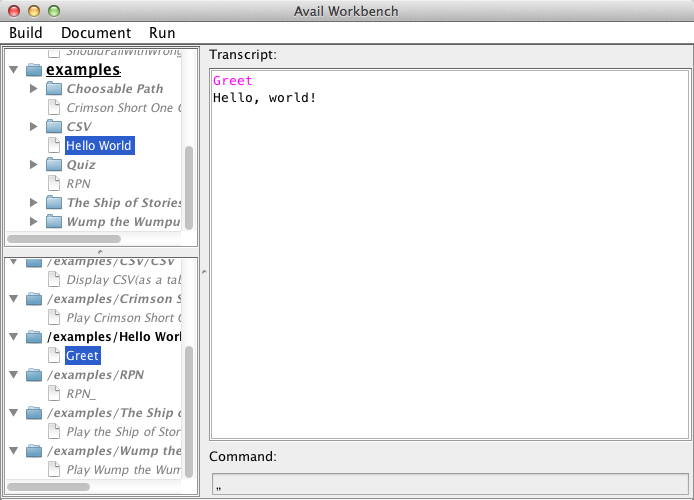 Avail Workbench
Build Document Run
ShouldFailWithWrong
examples
Choosable Path
Crimson Short One
CSV
Hello World
Quiz
RPN
The Ship of Stories
Wump the Wumpu
/examples/CSV/CSV
Display CSV(as a tab
/examples/Crimson S
Play Crimson Short
/examples/Hello Worl
Greet
/examples/RPN
RPN_
/examples/The Ship
Play the Ship of Stor
/examples/Wump the
Play Wump the Wum
Transcript:
Greet
Hello, world!
Command:
„